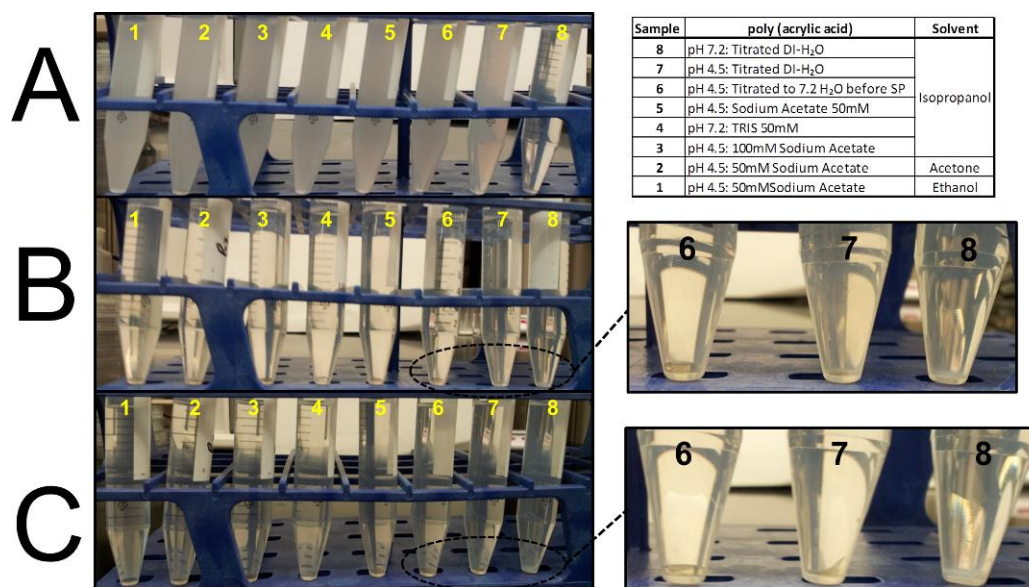 A
1 2 3 4 5 6 7 8
Sample poly (acrylic acid) Solvent
8 pH 7.2: Titrated DI-H₂O
7 pH 4.5: Titrated DI-H₂O
6 pH 4.5: Titrated to 7.2 H₂O before SP
5 pH 4.5: Sodium Acetate 50mM
4 pH 7.2: TRIS 50mM
3 pH 4.5: 100mM Sodium Acetate
Isopropanol
2 pH 4.5: 50mM Sodium Acetate Acetone
1 pH 4.5: 50mMSodium Acetate Ethanol
B
1 2 3 4 5 6 7 8
6 7 8
C
1 2 3 4 5 6 7 8
6 7 8